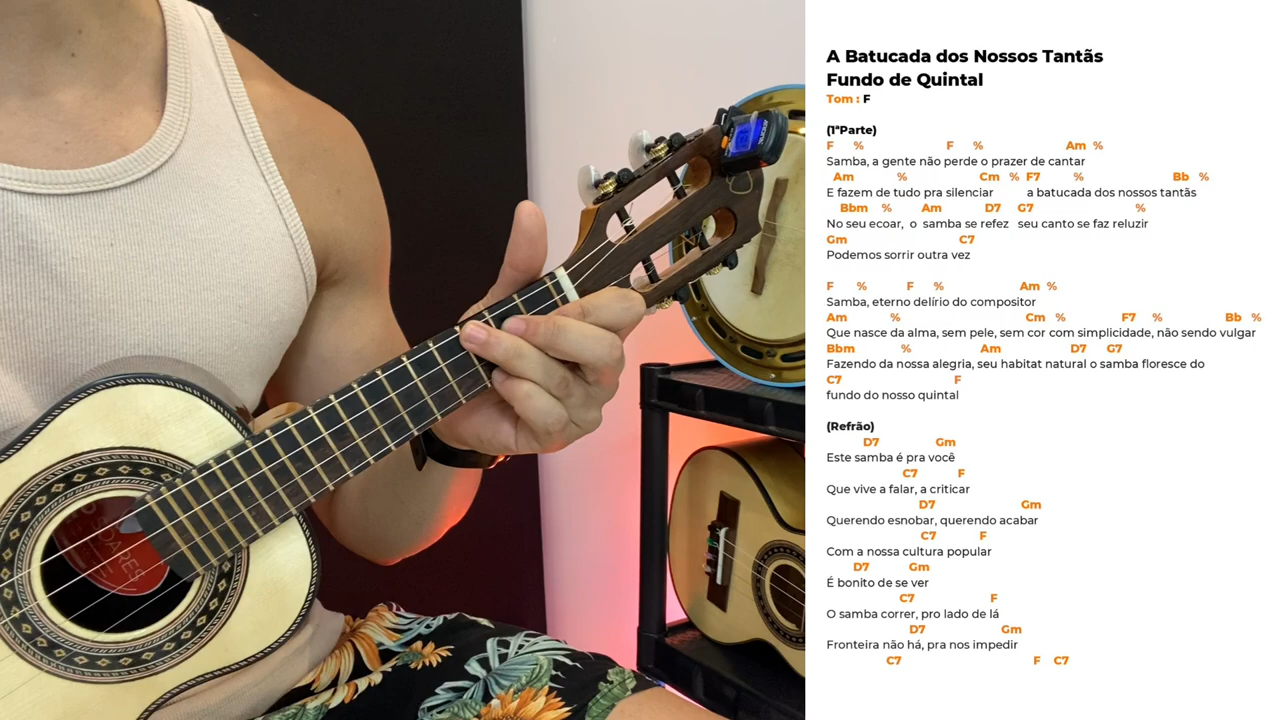 A Batucada dos Nossos Tantãs
Fundo de Quintal
Tom : F
(1ªParte)
F % F % Am %
Samba, a gente não perde o prazer de cantar
Am % Cm % F7 % Bb %
E fazem de tudo pra silenciar a batucada dos nossos tantãs
Bbm % Am D7 G7 %
No seu ecoar, o samba se refez seu canto se faz reluzir
Gm C7
Podemos sorrir outra vez
F % F % Am %
Samba, eterno delírio do compositor
Am % Cm % F7 % Bb %
Que nasce da alma, sem pele, sem cor com simplicidade, não sendo vulgar
Bbm % Am D7 G7
Fazendo da nossa alegria, seu habitat natural o samba floresce do
C7 F
fundo do nosso quintal
(Refrão)
D7 Gm
Este samba é pra você
C7 F
Que vive a falar, a criticar
D7 Gm
Querendo esnobar, querendo acabar
C7 F
Com a nossa cultura popular
D7 Gm
É bonito de se ver
C7 F
O samba correr, pro lado de lá
D7 Gm
Fronteira não há, pra nos impedir
C7 F C7